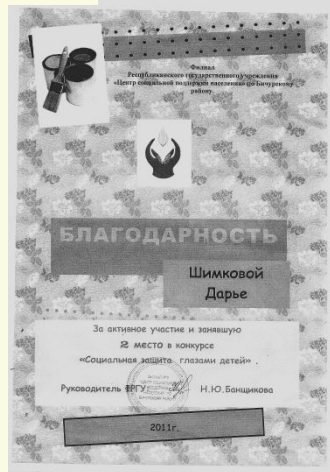 Филиал
Республиканского государственного учреждения
«Центр социальной поддержки населения по Бичурскому
району
БЛАГОДАРНОСТЬ
Шимковой
Дарье
За активное участие и занявшую
2 место в конкурсе
«Социальная защита глазами детей» .
Руководитель ФРГУ: Н.Ю.Банщикова
2011г.